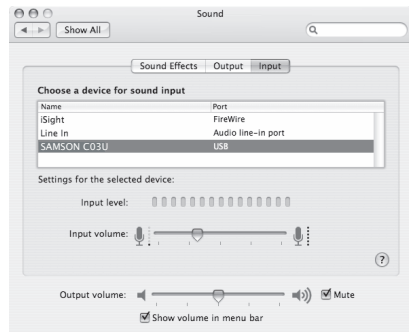 Sound
Show All
Sound Effects Output Input
Choose a device for sound input
Name Port
iSight FireWire
Line In Audio line-in port
SAMSON C03U USB
Settings for the selected device:
Input level:
Input volume:
?
Output volume: Mute
Show volume in menu bar